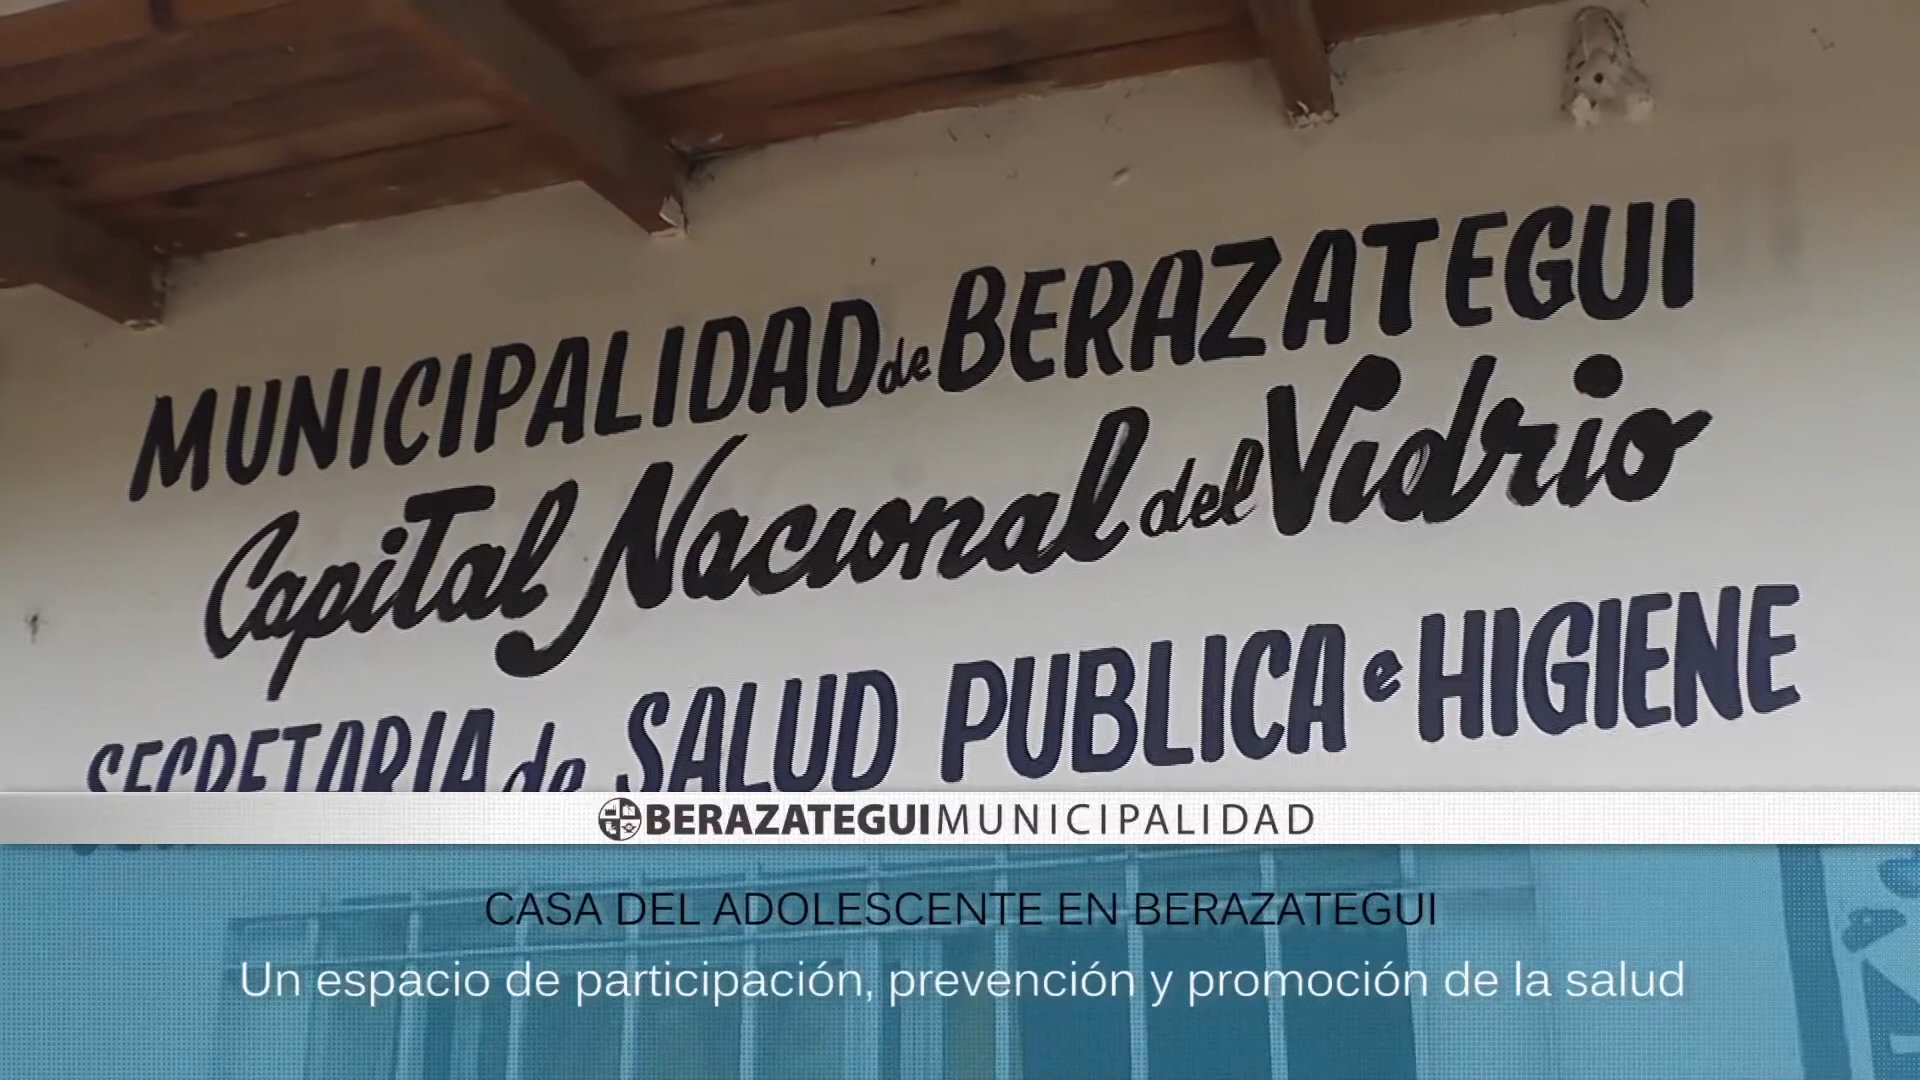 MUNICIPALIDAD de BERAZATEGUI
Capital Nacional del Vidrio
SECRETARIA de SALUD PUBLICA e HIGIENE
BERAZATEGUI MUNICIPALIDAD
CASA DEL ADOLESCENTE EN BERAZATEGUI
Un espacio de participación, prevención y promoción de la salud